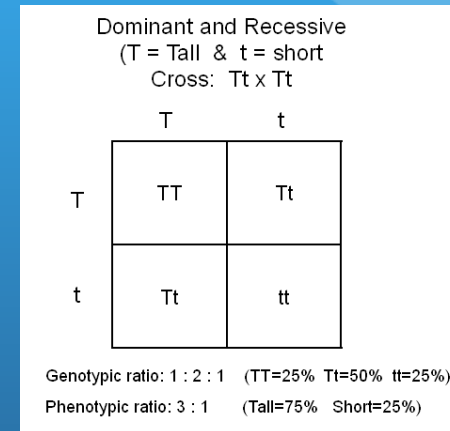 Dominant and Recessive
(T = Tall & t = short
Cross: Tt x Tt
T t
T TT Tt
t Tt tt
Genotypic ratio: 1 : 2 : 1 (TT=25% Tt=50% tt=25%)
Phenotypic ratio: 3 : 1 (Tall=75% Short=25%)